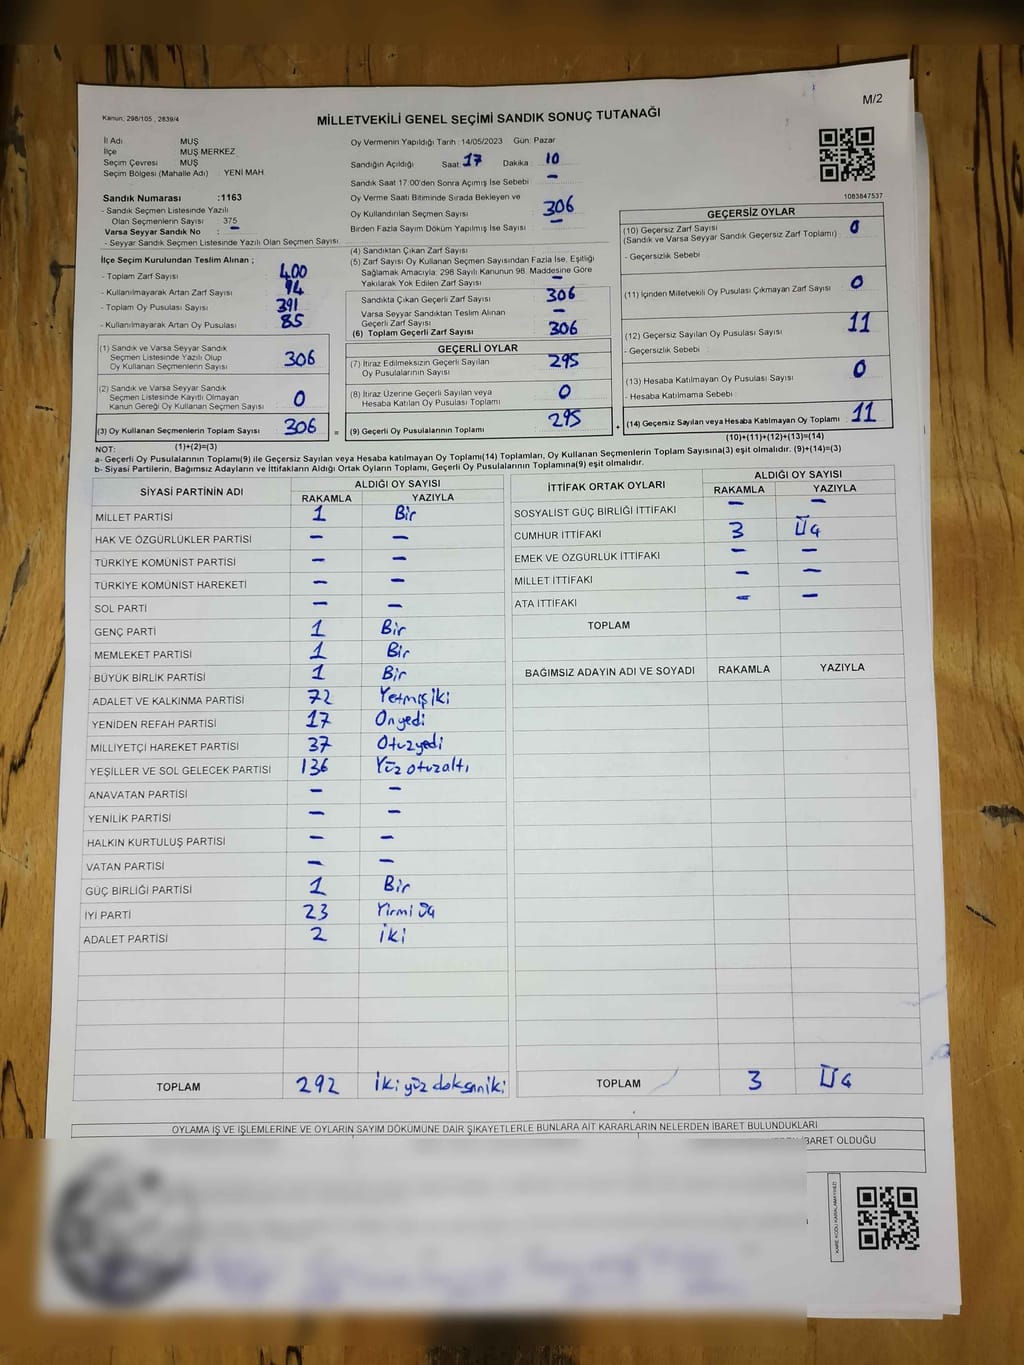 Kanun; 298/105 , 2839/4
MİLLETVEKİLİ GENEL SEÇİMİ SANDIK SONUÇ TUTANAĞI
M/2
İl Adı MUŞ
İlçe MUŞ MERKEZ
Seçim Çevresi MUŞ
Seçim Bölgesi (Mahalle Adı) : YENİ MAH.
Sandık Numarası :1163
- Sandık Seçmen Listesinde Yazılı
Olan Seçmenlerin Sayısı : 375
Varsa Seyyar Sandık No : –
- Seyyar Sandık Seçmen Listesinde Yazılı Olan Seçmen Sayısı
Oy Vermenin Yapıldığı Tarih : 14/05/2023 Gün: Pazar
Sandığın Açıldığı Saat: 17 Dakika : 10
Sandık Saat 17:00'den Sonra Açımış İse Sebebi : –
Oy Verme Saati Bitiminde Sırada Bekleyen ve
Oy Kullandırılan Seçmen Sayısı : 306
Birden Fazla Sayım Döküm Yapılmış İse Sayısı : –
1083847537
İlçe Seçim Kurulundan Teslim Alınan ;
- Toplam Zarf Sayısı : 400
- Kullanılmayarak Artan Zarf Sayısı : 94
- Toplam Oy Pusulası Sayısı : 391
- Kullanılmayarak Artan Oy Pusulası : 85
(1) Sandık ve Varsa Seyyar Sandık
Seçmen Listesinde Yazılı Olup
Oy Kullanan Seçmenlerin Sayısı : 306
(2) Sandık ve Varsa Seyyar Sandık
Seçmen Listesinde Kayıtlı Olmayan
Kanun Gereği Oy Kullanan Seçmen Sayısı : 0
(3) Oy Kullanan Seçmenlerin Toplam Sayısı : 306 =
(1)+(2)=(3)
(4) Sandıktan Çıkan Zarf Sayısı
(5) Zarf Sayısı Oy Kullanan Seçmen Sayısından Fazla İse, Eşitliği
Sağlamak Amacıyla; 298 Sayılı Kanunun 98. Maddesine Göre
Yakılarak Yok Edilen Zarf Sayısı : –
Sandıkta Çıkan Geçerli Zarf Sayısı : 306
Varsa Seyyar Sandıktan Teslim Alınan
Geçerli Zarf Sayısı : –
(6) Toplam Geçerli Zarf Sayısı : 306
GEÇERLİ OYLAR
(7) İtiraz Edilmeksizin Geçerli Sayılan
Oy Pusulalarının Sayısı : 295
(8) İtiraz Üzerine Geçerli Sayılan veya
Hesaba Katılan Oy Pusulası Toplamı : 0
(9) Geçerli Oy Pusulalarının Toplamı : 295 +
GEÇERSİZ OYLAR
(10) Geçersiz Zarf Sayısı
(Sandık ve Varsa Seyyar Sandık Geçersiz Zarf Toplamı) : 0
- Geçersizlik Sebebi
(11) İçinden Milletvekili Oy Pusulası Çıkmayan Zarf Sayısı : 0
(12) Geçersiz Sayılan Oy Pusulası Sayısı : 11
- Geçersizlik Sebebi :
(13) Hesaba Katılmayan Oy Pusulası Sayısı : 0
- Hesaba Katılmama Sebebi :
(14) Geçersiz Sayılan veya Hesaba Katılmayan Oy Toplamı : 11
(10)+(11)+(12)+(13)=(14)
NOT:
a- Geçerli Oy Pusulalarının Toplamı(9) ile Geçersiz Sayılan veya Hesaba katılmayan Oy Toplamı(14) Toplamları, Oy Kullanan Seçmenlerin Toplam Sayısına(3) eşit olmalıdır. (9)+(14)=(3)
b- Siyasi Partilerin, Bağımsız Adayların ve İttifakların Aldığı Ortak Oyların Toplamı, Geçerli Oy Pusulalarının Toplamına(9) eşit olmalıdır.
SİYASİ PARTİNİN ADI ALDIĞI OY SAYISI
RAKAMLA YAZIYLA
MİLLET PARTİSİ 1 Bir
HAK VE ÖZGÜRLÜKLER PARTİSİ – –
TÜRKİYE KOMÜNİST PARTİSİ – –
TÜRKİYE KOMÜNİST HAREKETİ – –
SOL PARTİ – –
GENÇ PARTİ 1 Bir
MEMLEKET PARTİSİ 1 Bir
BÜYÜK BİRLİK PARTİSİ 1 Bir
ADALET VE KALKINMA PARTİSİ 72 Yetmişiki
YENİDEN REFAH PARTİSİ 17 Onyedi
MİLLİYETÇİ HAREKET PARTİSİ 37 Otuzyedi
YEŞİLLER VE SOL GELECEK PARTİSİ 136 Yüz otuzaltı
ANAVATAN PARTİSİ – –
YENİLİK PARTİSİ – –
HALKIN KURTULUŞ PARTİSİ – –
VATAN PARTİSİ – –
GÜÇ BİRLİĞİ PARTİSİ 1 Bir
İYİ PARTİ 23 Yirmi üç
ADALET PARTİSİ 2 iki
TOPLAM 292 İki yüz doksaniki
İTTİFAK ORTAK OYLARI ALDIĞI OY SAYISI
RAKAMLA YAZIYLA
SOSYALİST GÜÇ BİRLİĞİ İTTİFAKI – –
CUMHUR İTTİFAKI 3 Üç
EMEK VE ÖZGÜRLÜK İTTİFAKI – –
MİLLET İTTİFAKI – –
ATA İTTİFAKI – –
TOPLAM
BAĞIMSIZ ADAYIN ADI VE SOYADI RAKAMLA YAZIYLA
TOPLAM 3 Üç
OYLAMA İŞ VE İŞLEMLERİNE VE OYLARIN SAYIM DÖKÜMÜNE DAİR ŞİKAYETLERLE BUNLARA AİT KARARLARIN NELERDEN İBARET BULUNDUKLARI
İBARET OLDUĞU